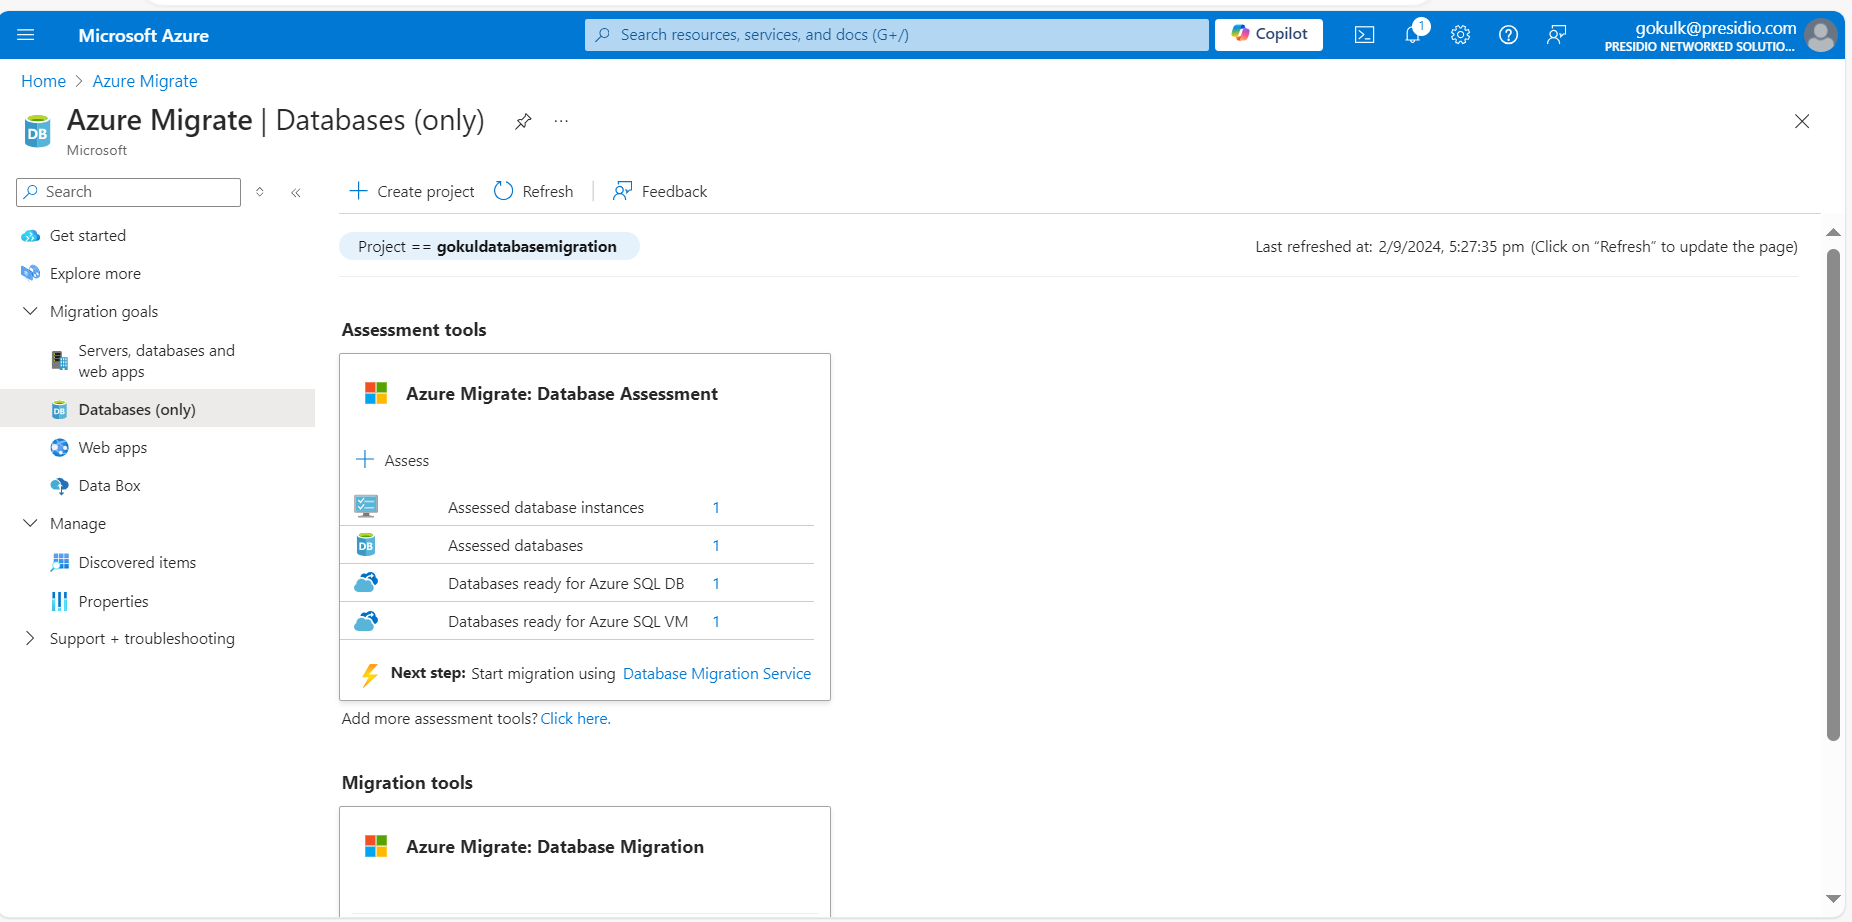 Microsoft Azure
Search resources, services, and docs (G+/)
Copilot
1
gokulk@presidio.com
PRESIDIO NETWORKED SOLUTIO...
Home > Azure Migrate
DB
Azure Migrate | Databases (only)
...
Microsoft
Search
Create project
Refresh
Feedback
Get started
Explore more
Migration goals
Servers, databases and
web apps
DB
Databases (only)
Web apps
Data Box
Manage
Discovered items
Properties
Support + troubleshooting
Project == gokuldatabasemigration
Last refreshed at: 2/9/2024, 5:27:35 pm (Click on “Refresh” to update the page)
Assessment tools
Azure Migrate: Database Assessment
Assess
Assessed database instances 1
DB
Assessed databases 1
Databases ready for Azure SQL DB 1
Databases ready for Azure SQL VM 1
Next step: Start migration using Database Migration Service
Add more assessment tools? Click here.
Migration tools
Azure Migrate: Database Migration